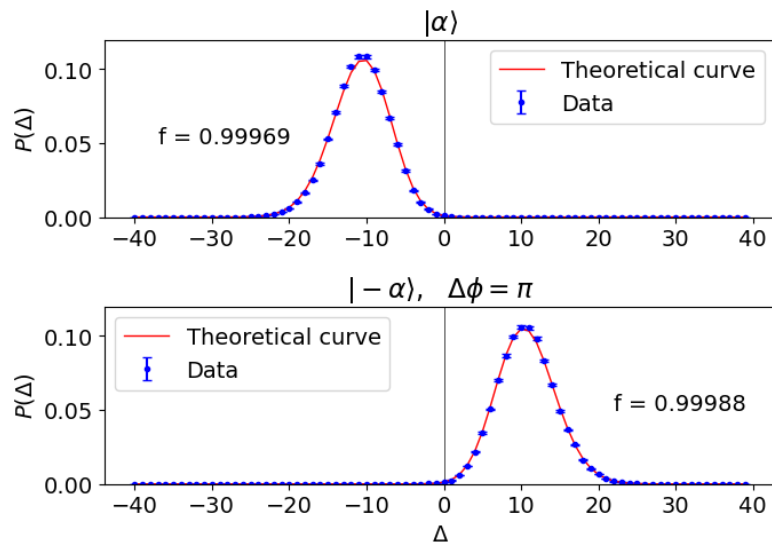 |α⟩
0.10
0.05
0.00
P(Δ)
f = 0.99969
Theoretical curve
Data
−40 −30 −20 −10 0 10 20 30 40
|−α⟩, Δϕ = π
0.10
0.05
0.00
P(Δ)
Theoretical curve
Data
f = 0.99988
−40 −30 −20 −10 0 10 20 30 40
Δ